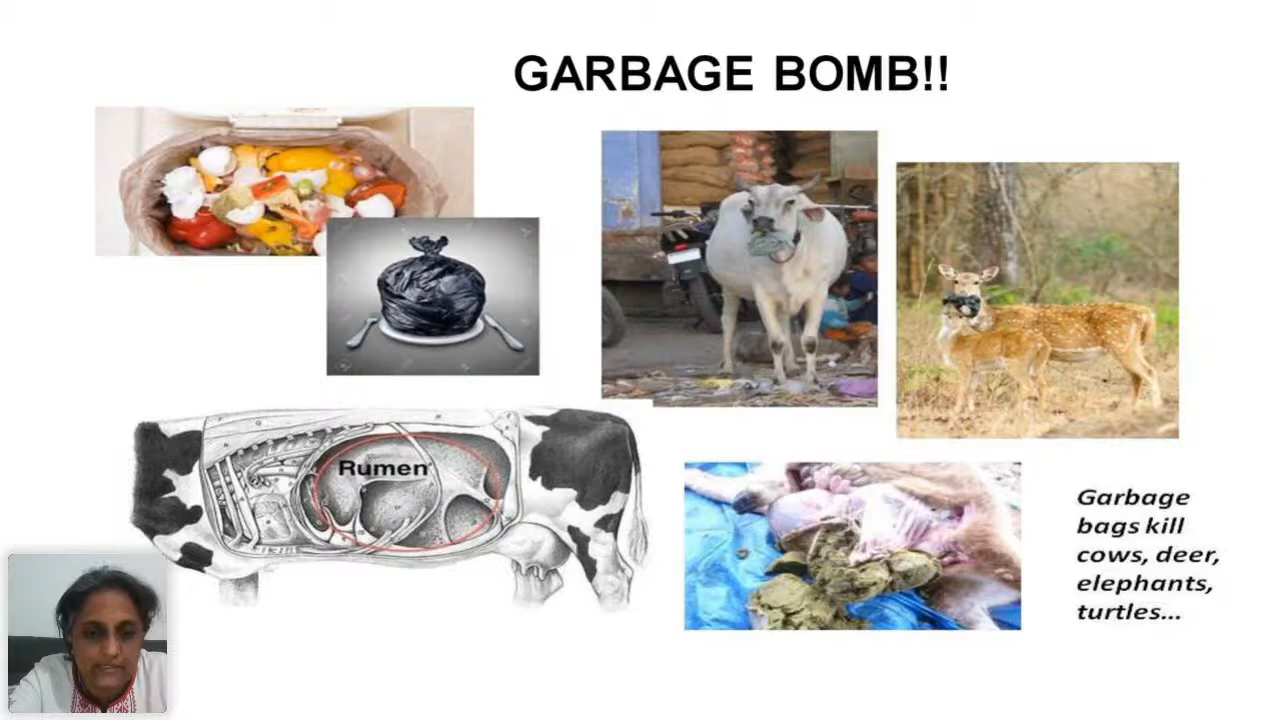 GARBAGE BOMB!!
Rumen
Garbage
bags kill
cows, deer,
elephants,
turtles...